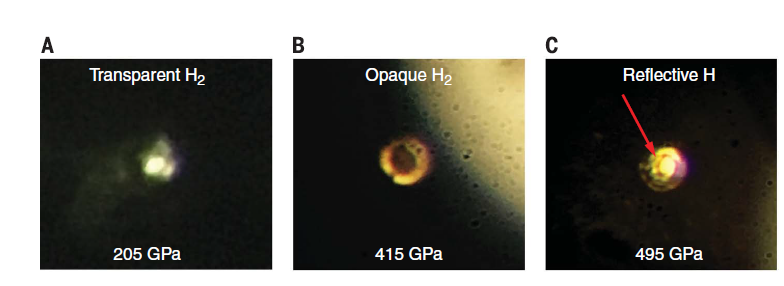 A
B
C
Transparent H₂
Opaque H₂
Reflective H
205 GPa
415 GPa
495 GPa